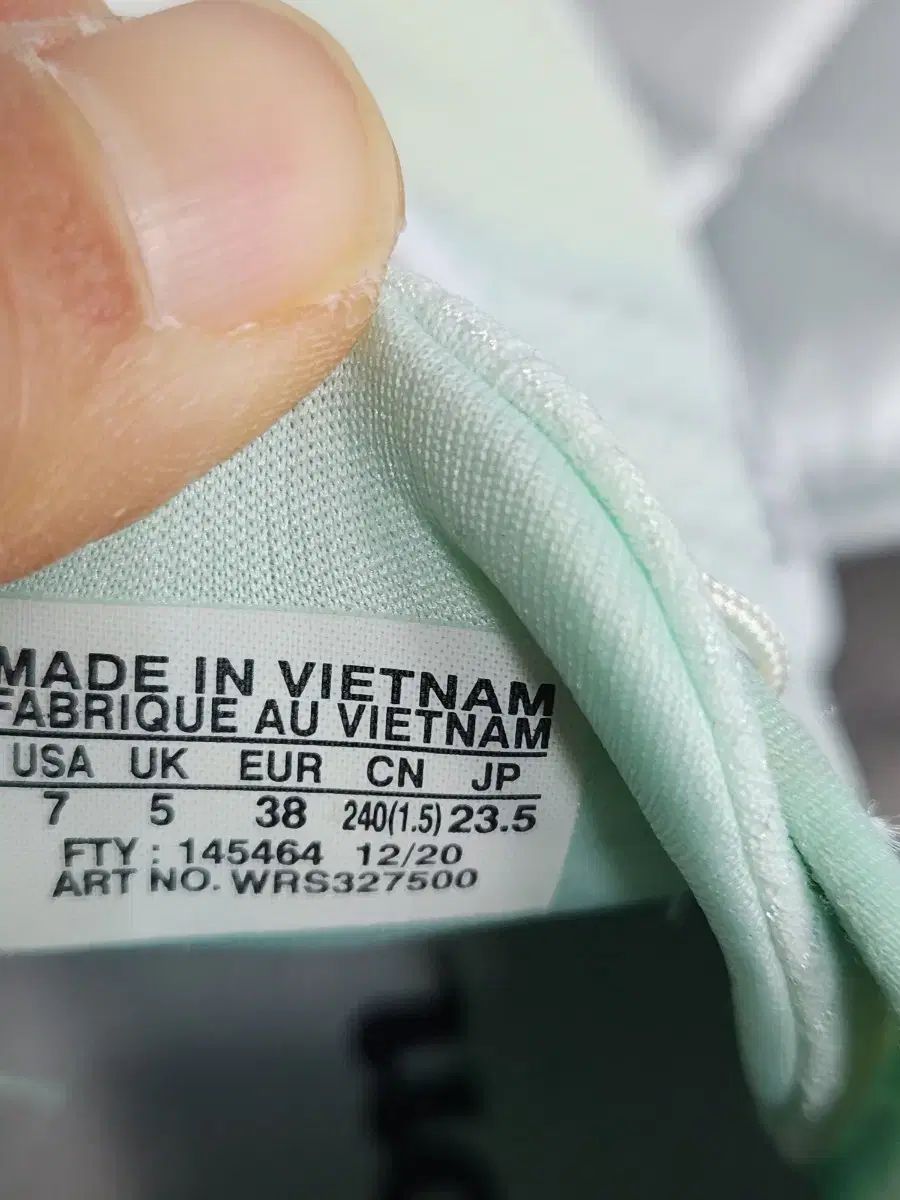 MADE IN VIETNAM
FABRIQUE AU VIETNAM
USA UK EUR CN JP
7 5 38 240(1.5) 23.5
FTY : 145464 12/20
ART NO. WRS327500